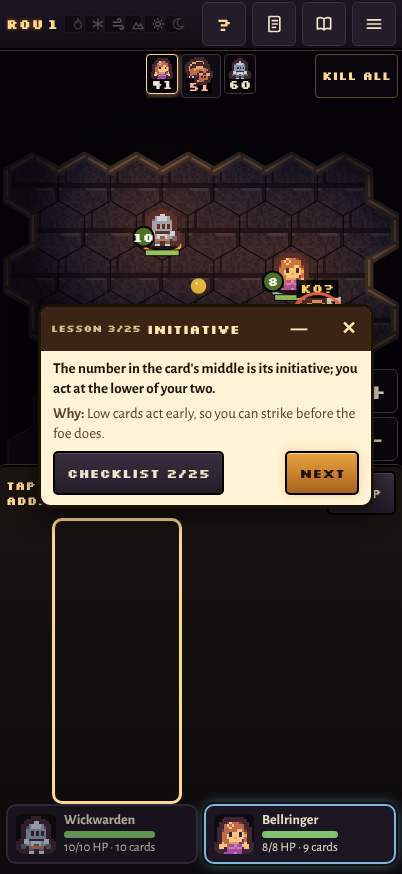 ROU 1
?
41
51
60
KILL ALL
10
8
KO?
LESSON 3/25 INITIATIVE
The number in the card's middle is its initiative; you
act at the lower of your two.
Why: Low cards act early, so you can strike before the
foe does.
CHECKLIST 2/25
NEXT
TAP
ADD
Wickwarden
10/10 HP · 10 cards
Bellringer
8/8 HP · 9 cards